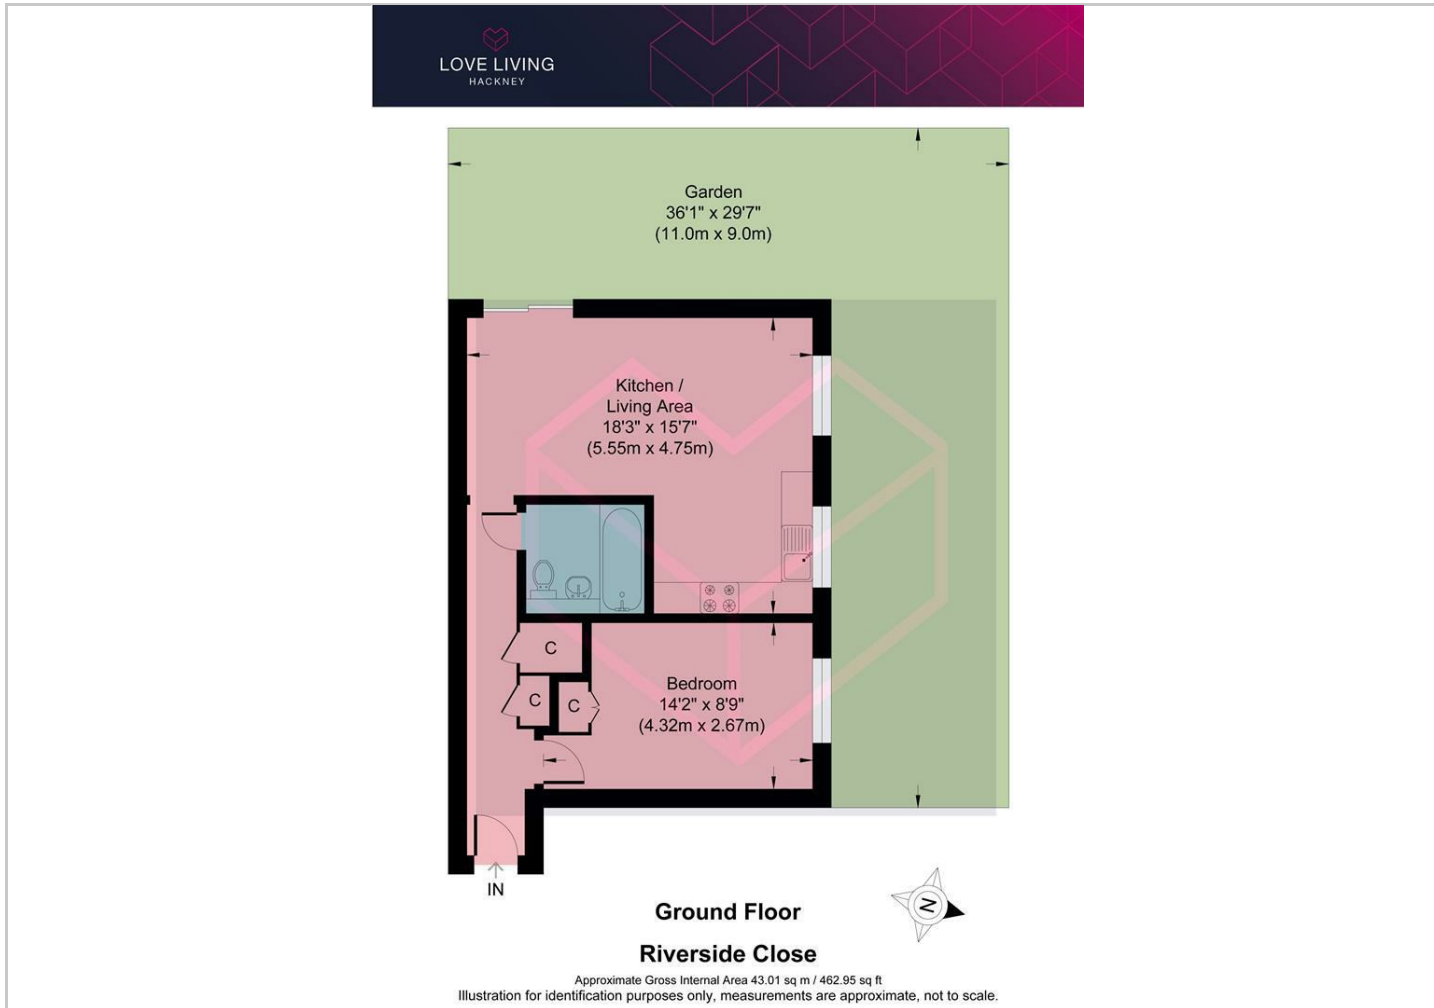 LOVE LIVING
HACKNEY
Garden
36'1" x 29'7"
(11.0m x 9.0m)
Kitchen /
Living Area
18'3" x 15'7"
(5.55m x 4.75m)
C
C
C
Bedroom
14'2" x 8'9"
(4.32m x 2.67m)
IN
N
Ground Floor
Riverside Close
Approximate Gross Internal Area 43.01 sq m / 462.95 sq ft
Illustration for identification purposes only, measurements are approximate, not to scale.